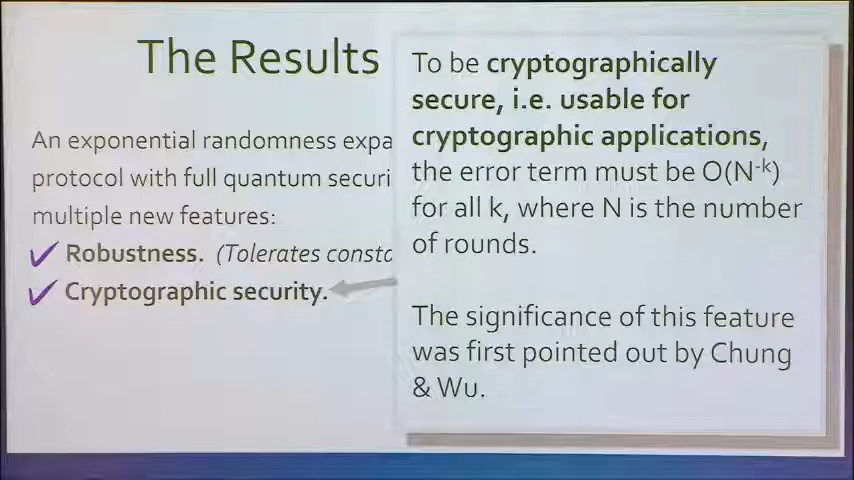 The Results
An exponential randomness expa
protocol with full quantum securi
multiple new features:
✓ Robustness. (Tolerates consta
✓ Cryptographic security.
To be cryptographically
secure, i.e. usable for
cryptographic applications,
the error term must be O(N⁻ᵏ)
for all k, where N is the number
of rounds.
The significance of this feature
was first pointed out by Chung
& Wu.